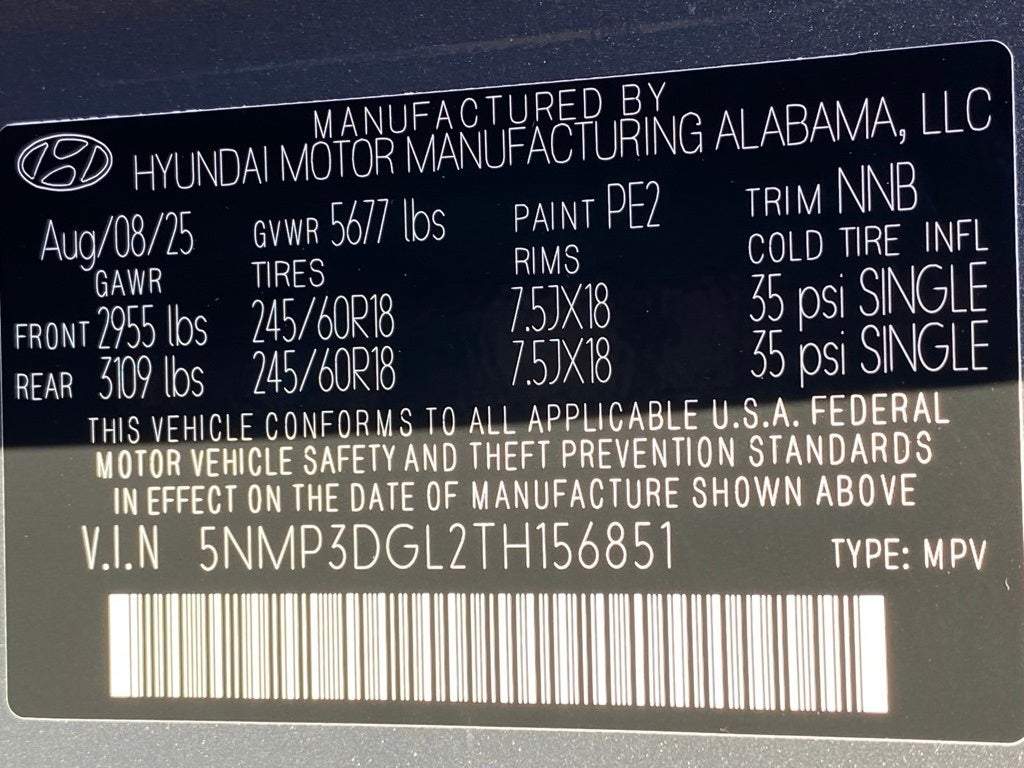 MANUFACTURED BY
HYUNDAI MOTOR MANUFACTURING ALABAMA, LLC
Aug/08/25 GVWR 5677 lbs PAINT PE2 TRIM NNB
GAWR TIRES RIMS COLD TIRE INFL
FRONT 2955 lbs 245/60R18 7.5JX18 35 psi SINGLE
REAR 3109 lbs 245/60R18 7.5JX18 35 psi SINGLE
THIS VEHICLE CONFORMS TO ALL APPLICABLE U.S.A. FEDERAL
MOTOR VEHICLE SAFETY AND THEFT PREVENTION STANDARDS
IN EFFECT ON THE DATE OF MANUFACTURE SHOWN ABOVE
V.I.N 5NMP3DGL2TH156851 TYPE: MPV